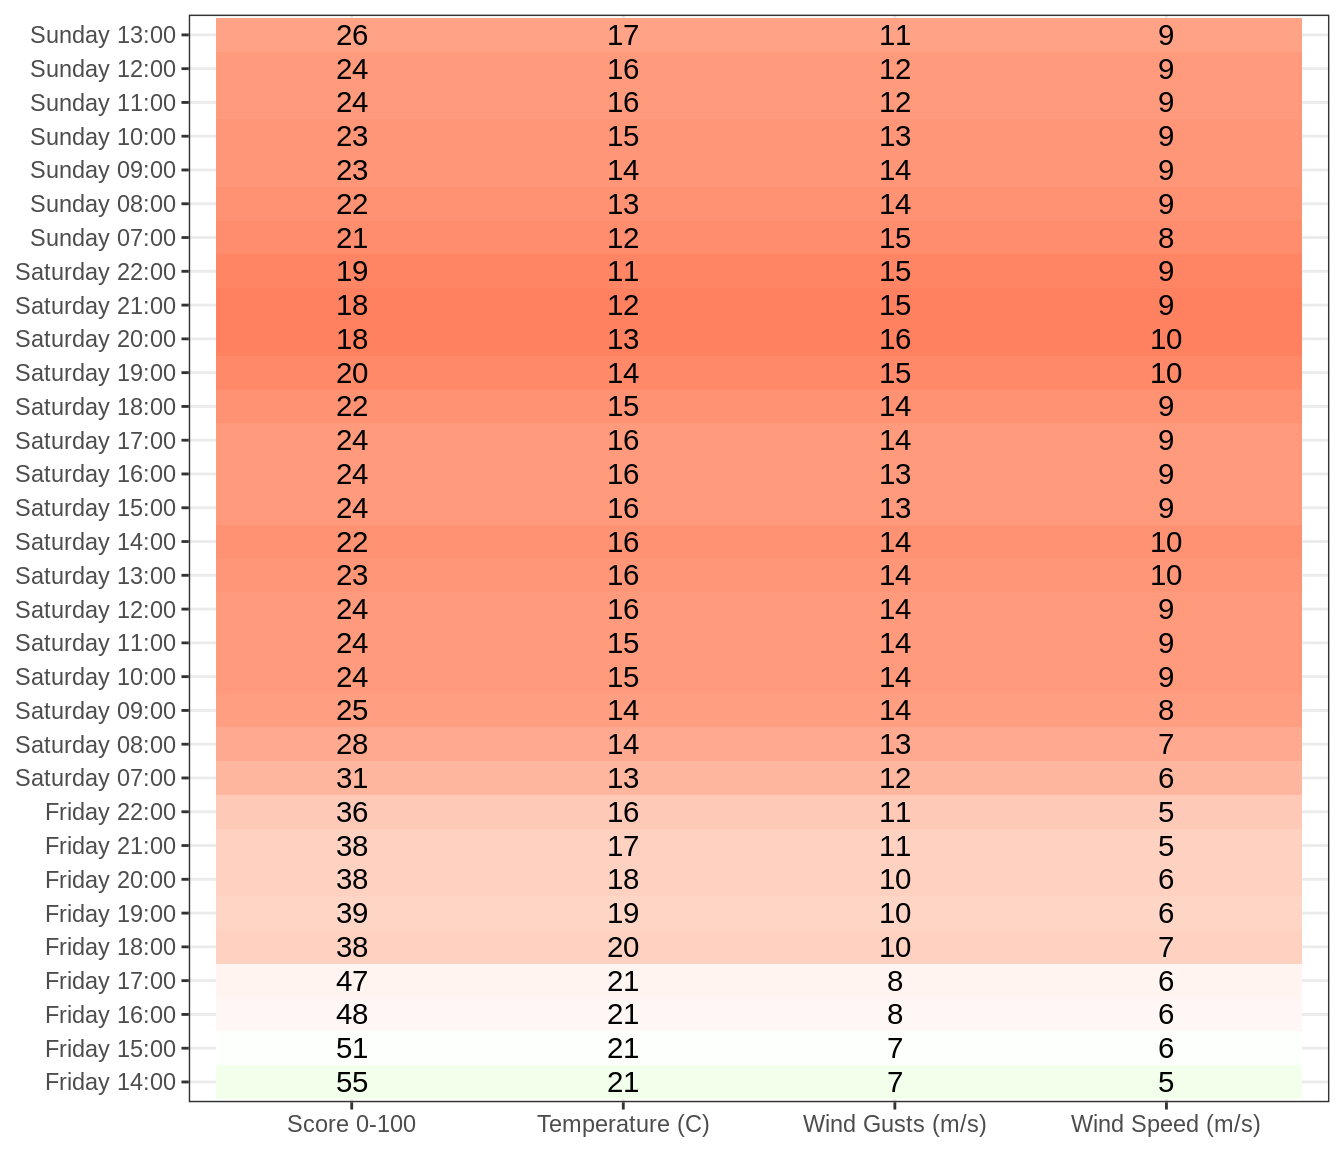 Sunday 13:00 26 17 11 9
Sunday 12:00 24 16 12 9
Sunday 11:00 24 16 12 9
Sunday 10:00 23 15 13 9
Sunday 09:00 23 14 14 9
Sunday 08:00 22 13 14 9
Sunday 07:00 21 12 15 8
Saturday 22:00 19 11 15 9
Saturday 21:00 18 12 15 9
Saturday 20:00 18 13 16 10
Saturday 19:00 20 14 15 10
Saturday 18:00 22 15 14 9
Saturday 17:00 24 16 14 9
Saturday 16:00 24 16 13 9
Saturday 15:00 24 16 13 9
Saturday 14:00 22 16 14 10
Saturday 13:00 23 16 14 10
Saturday 12:00 24 16 14 9
Saturday 11:00 24 15 14 9
Saturday 10:00 24 15 14 9
Saturday 09:00 25 14 14 8
Saturday 08:00 28 14 13 7
Saturday 07:00 31 13 12 6
Friday 22:00 36 16 11 5
Friday 21:00 38 17 11 5
Friday 20:00 38 18 10 6
Friday 19:00 39 19 10 6
Friday 18:00 38 20 10 7
Friday 17:00 47 21 8 6
Friday 16:00 48 21 8 6
Friday 15:00 51 21 7 6
Friday 14:00 55 21 7 5
Score 0-100 Temperature (C) Wind Gusts (m/s) Wind Speed (m/s)